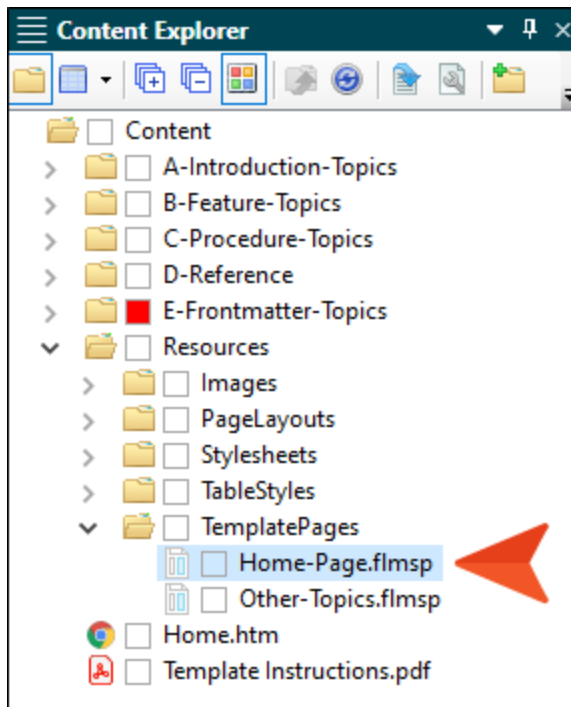 Content Explorer
Content
A-Introduction-Topics
B-Feature-Topics
C-Procedure-Topics
D-Reference
E-Frontmatter-Topics
Resources
Images
PageLayouts
Stylesheets
TableStyles
TemplatePages
Home-Page.flmsp
Other-Topics.flmsp
Home.htm
Template Instructions.pdf